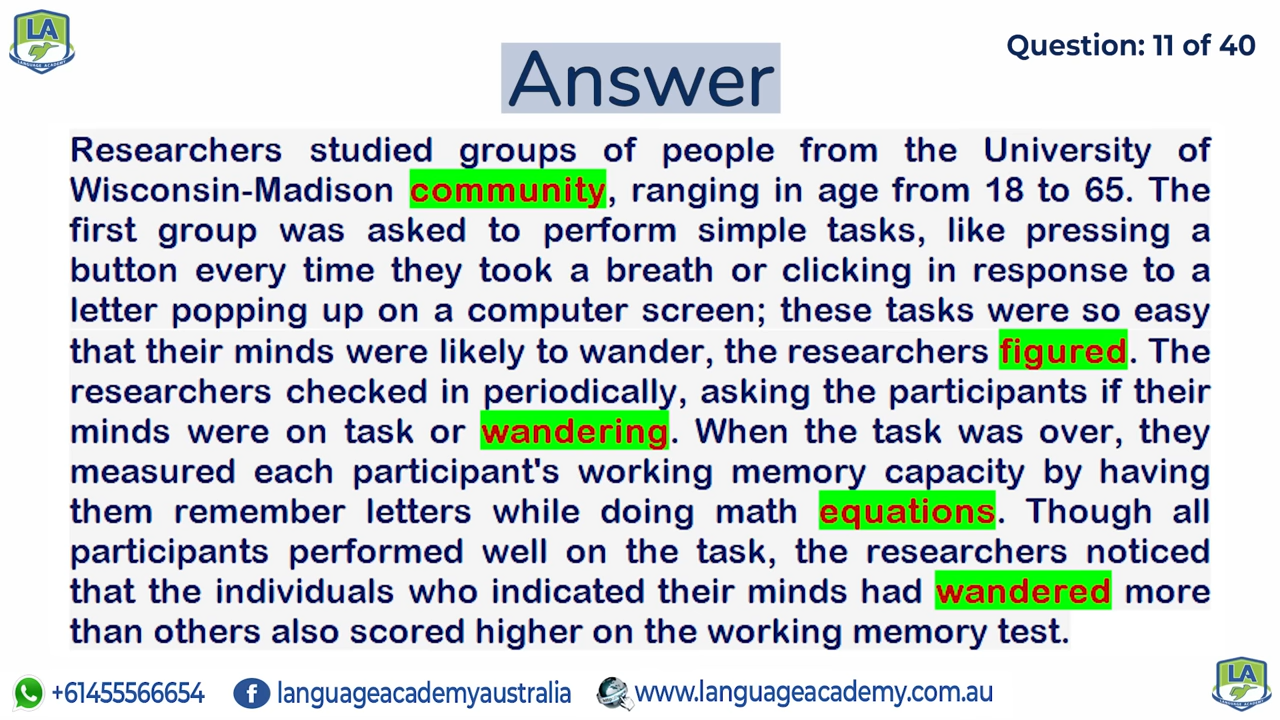 LA
LANGUAGE ACADEMY
Question: 11 of 40
Answer
Researchers studied groups of people from the University of
Wisconsin-Madison community, ranging in age from 18 to 65. The
first group was asked to perform simple tasks, like pressing a
button every time they took a breath or clicking in response to a
letter popping up on a computer screen; these tasks were so easy
that their minds were likely to wander, the researchers figured. The
researchers checked in periodically, asking the participants if their
minds were on task or wandering. When the task was over, they
measured each participant's working memory capacity by having
them remember letters while doing math equations. Though all
participants performed well on the task, the researchers noticed
that the individuals who indicated their minds had wandered more
than others also scored higher on the working memory test.
+61455566654 languageacademyaustralia www.languageacademy.com.au
LA
LANGUAGE ACADEMY